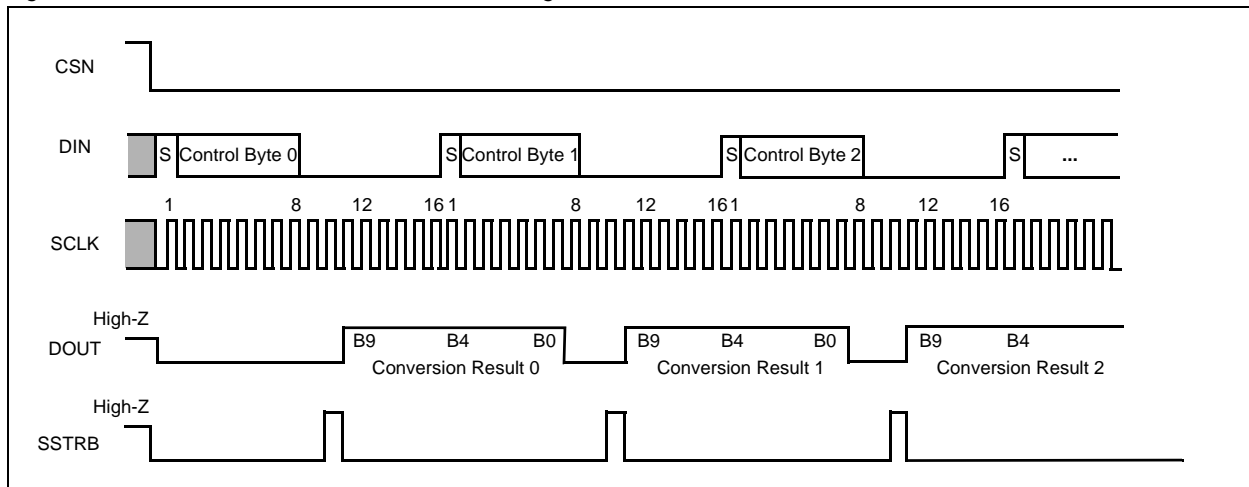 CSN
DIN
S Control Byte 0 S Control Byte 1 S Control Byte 2 S ...
1 8 12 16 1 8 12 16 1 8 12 16
SCLK
High-Z
DOUT
B9 B4 B0 B9 B4 B0 B9 B4
Conversion Result 0 Conversion Result 1 Conversion Result 2
High-Z
SSTRB